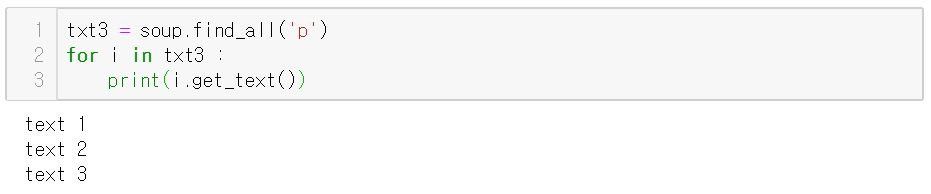 1 txt3 = soup.find_all('p')
2 for i in txt3 :
3     print(i.get_text())
text 1
text 2
text 3